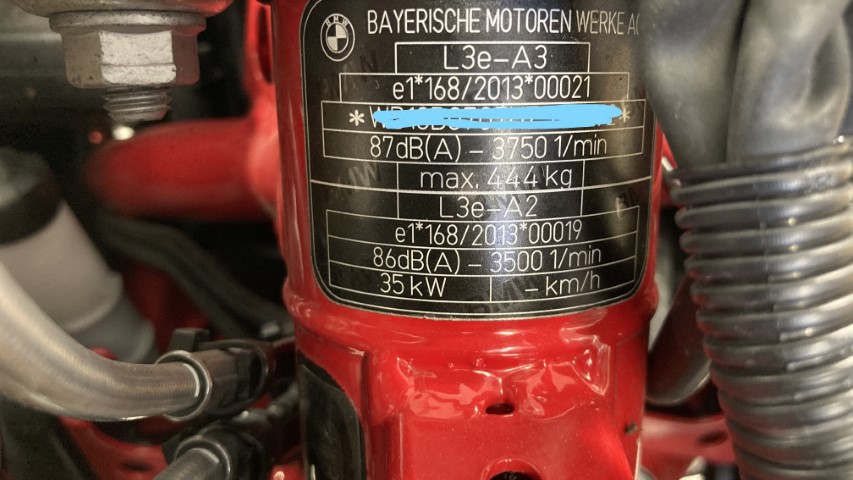 BMW
BAYERISCHE MOTOREN WERKE AG
L3e-A3
e1*168/2013*00021
* *
87dB(A) - 3750 1/min
max. 444 kg
L3e-A2
e1*168/2013*00019
86dB(A) - 3500 1/min
35 kW - km/h